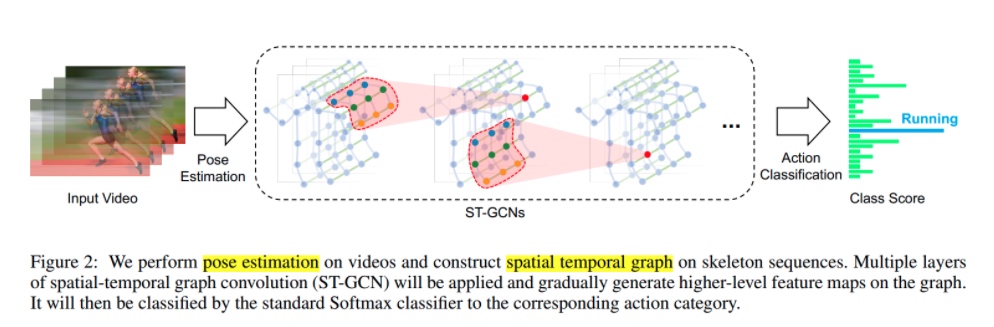 Input Video
Pose
Estimation
ST-GCNs
...
Action
Classification
Running
Class Score
Figure 2: We perform pose estimation on videos and construct spatial temporal graph on skeleton sequences. Multiple layers
of spatial-temporal graph convolution (ST-GCN) will be applied and gradually generate higher-level feature maps on the graph.
It will then be classified by the standard Softmax classifier to the corresponding action category.